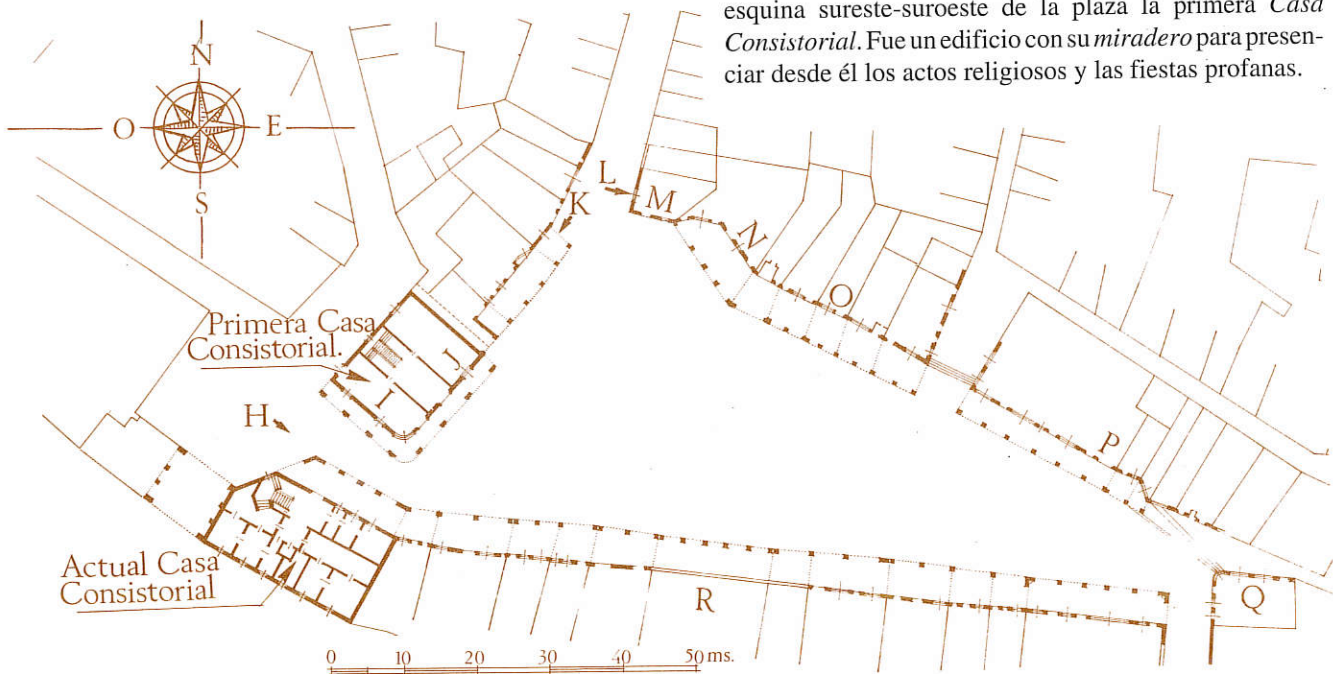 esquina sureste-suroeste de la plaza la primera Casa
Consistorial. Fue un edificio con su miradero para presen-
ciar desde él los actos religiosos y las fiestas profanas.
N
O
E
S
L
M
K
N
O
Primera Casa
Consistorial.
J
I
H
P
Actual Casa
Consistorial
R
Q
0 10 20 30 40 50 ms.